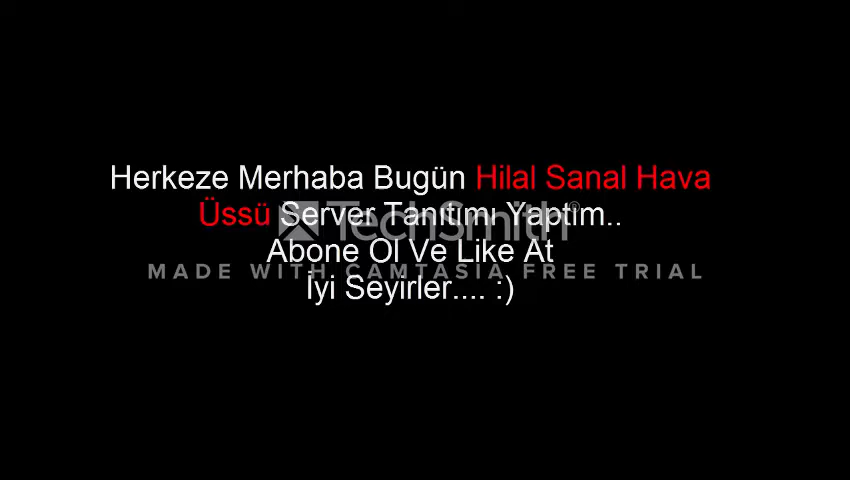 Herkeze Merhaba Bugün Hilal Sanal Hava
Üssü Server Tanıtımı Yaptım..
TechSmith®
Abone Ol Ve Like At
MADE WITH CAMTASIA FREE TRIAL
İyi Seyirler.... :)